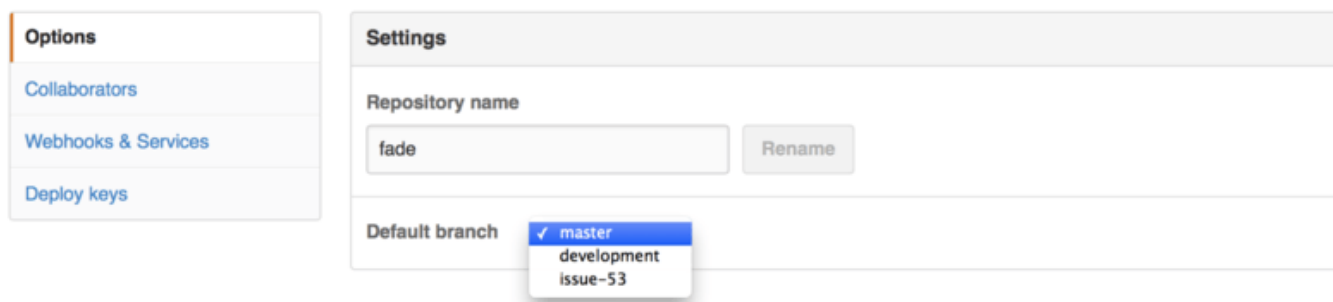 Options
Collaborators
Webhooks & Services
Deploy keys
Settings
Repository name
fade
Rename
Default branch
✓ master
development
issue-53